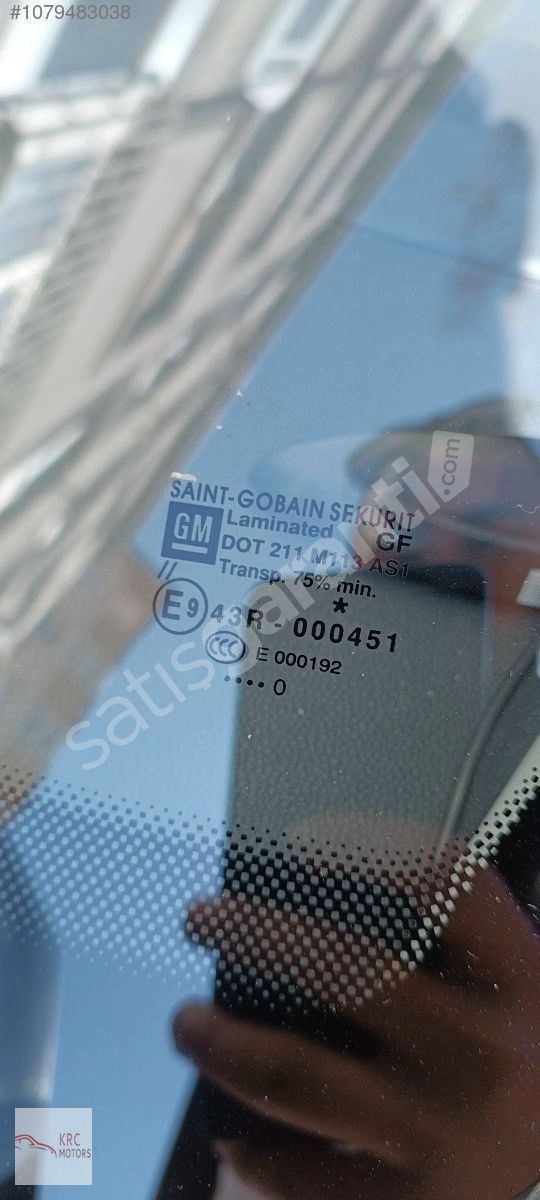 #1079483038
SAINT-GOBAIN SEKURIT
GM Laminated GF
DOT 211 M113 AS1
Transp. 75% min.
//
*
E9 43R - 000451
CCC E 000192
•••• 0
satisgaranti.com
KRC
MOTORS